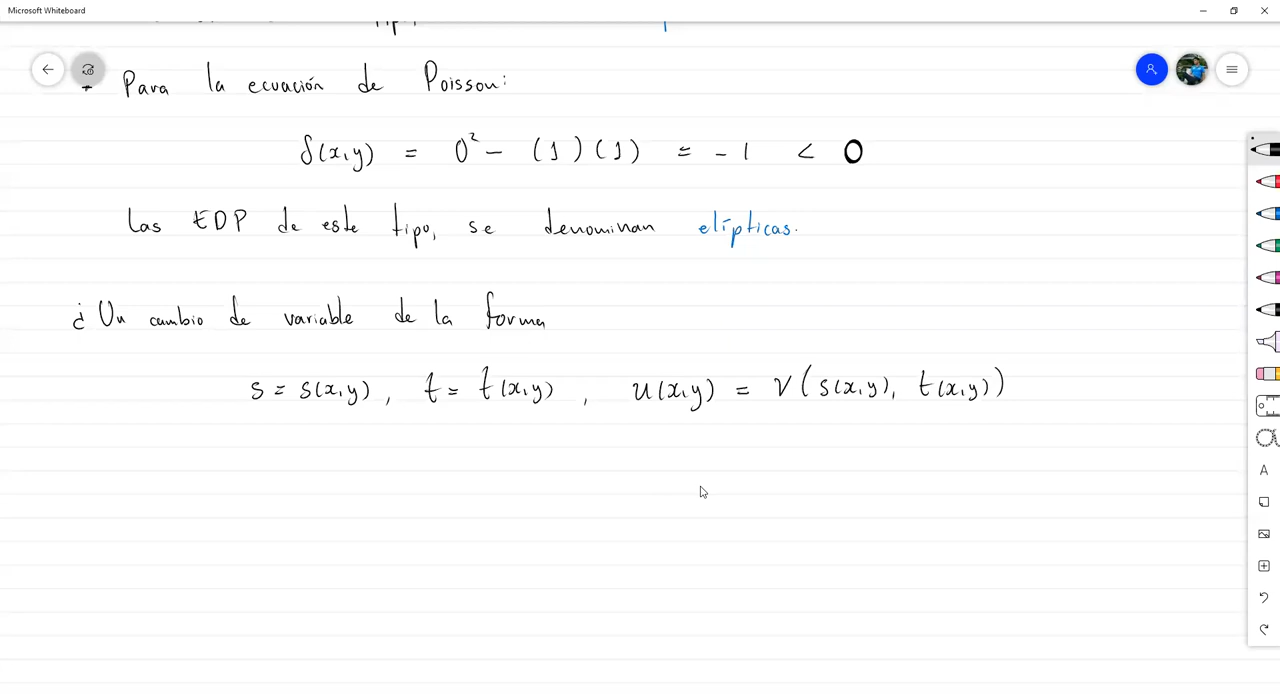 Microsoft Whiteboard
Para la ecuación de Poisson:
δ(x,y) = 0² - (1)(1) = -1 < 0
Las EDP de este tipo, se denominan elípticas.
¿ Un cambio de variable de la forma
s = s(x,y), t = t(x,y), u(x,y) = v(s(x,y), t(x,y))
A